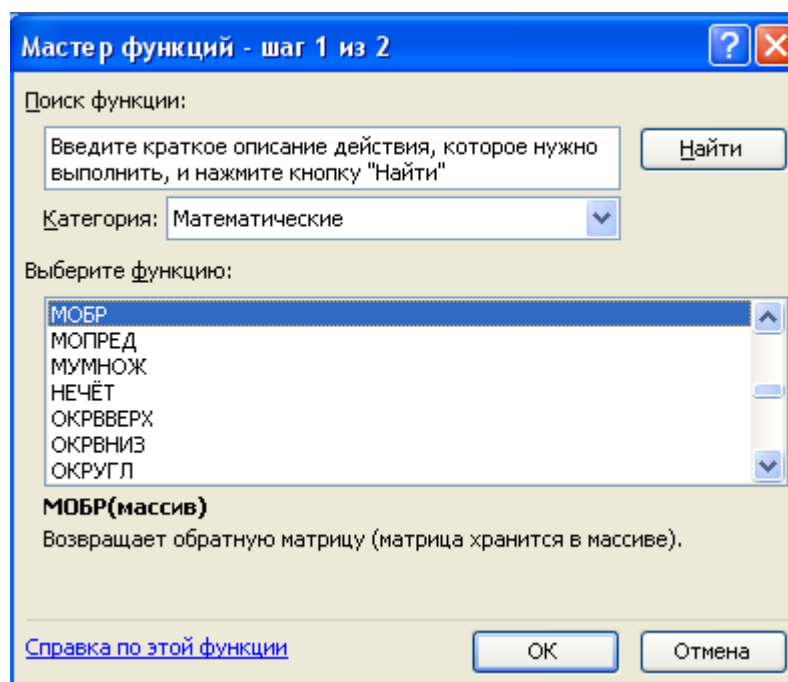 Мастер функций - шаг 1 из 2
Поиск функции:
Введите краткое описание действия, которое нужно
выполнить, и нажмите кнопку "Найти"
Найти
Категория: Математические
Выберите функцию:
МОБР
МОПРЕД
МУМНОЖ
НЕЧЁТ
ОКРВВЕРХ
ОКРВНИЗ
ОКРУГЛ
МОБР(массив)
Возвращает обратную матрицу (матрица хранится в массиве).
Справка по этой функции
ОК
Отмена